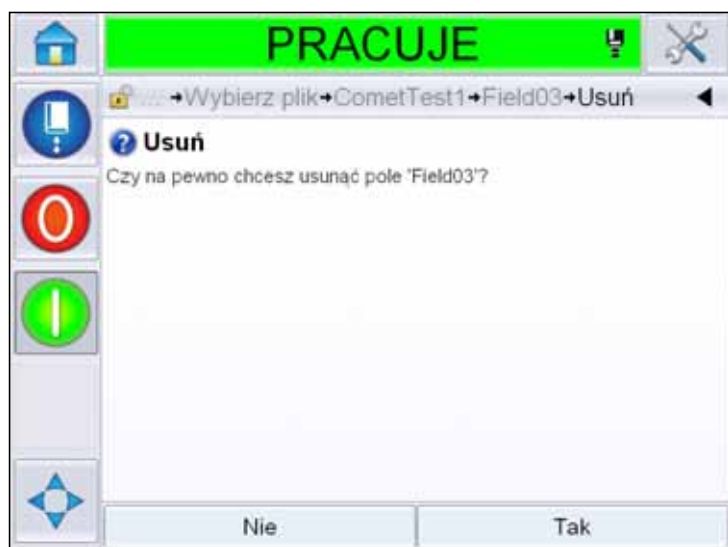 PRACUJE
... →Wybierz plik→CometTest1→Field03→Usuń
Usuń
Czy na pewno chcesz usunąć pole 'Field03'?
Nie
Tak